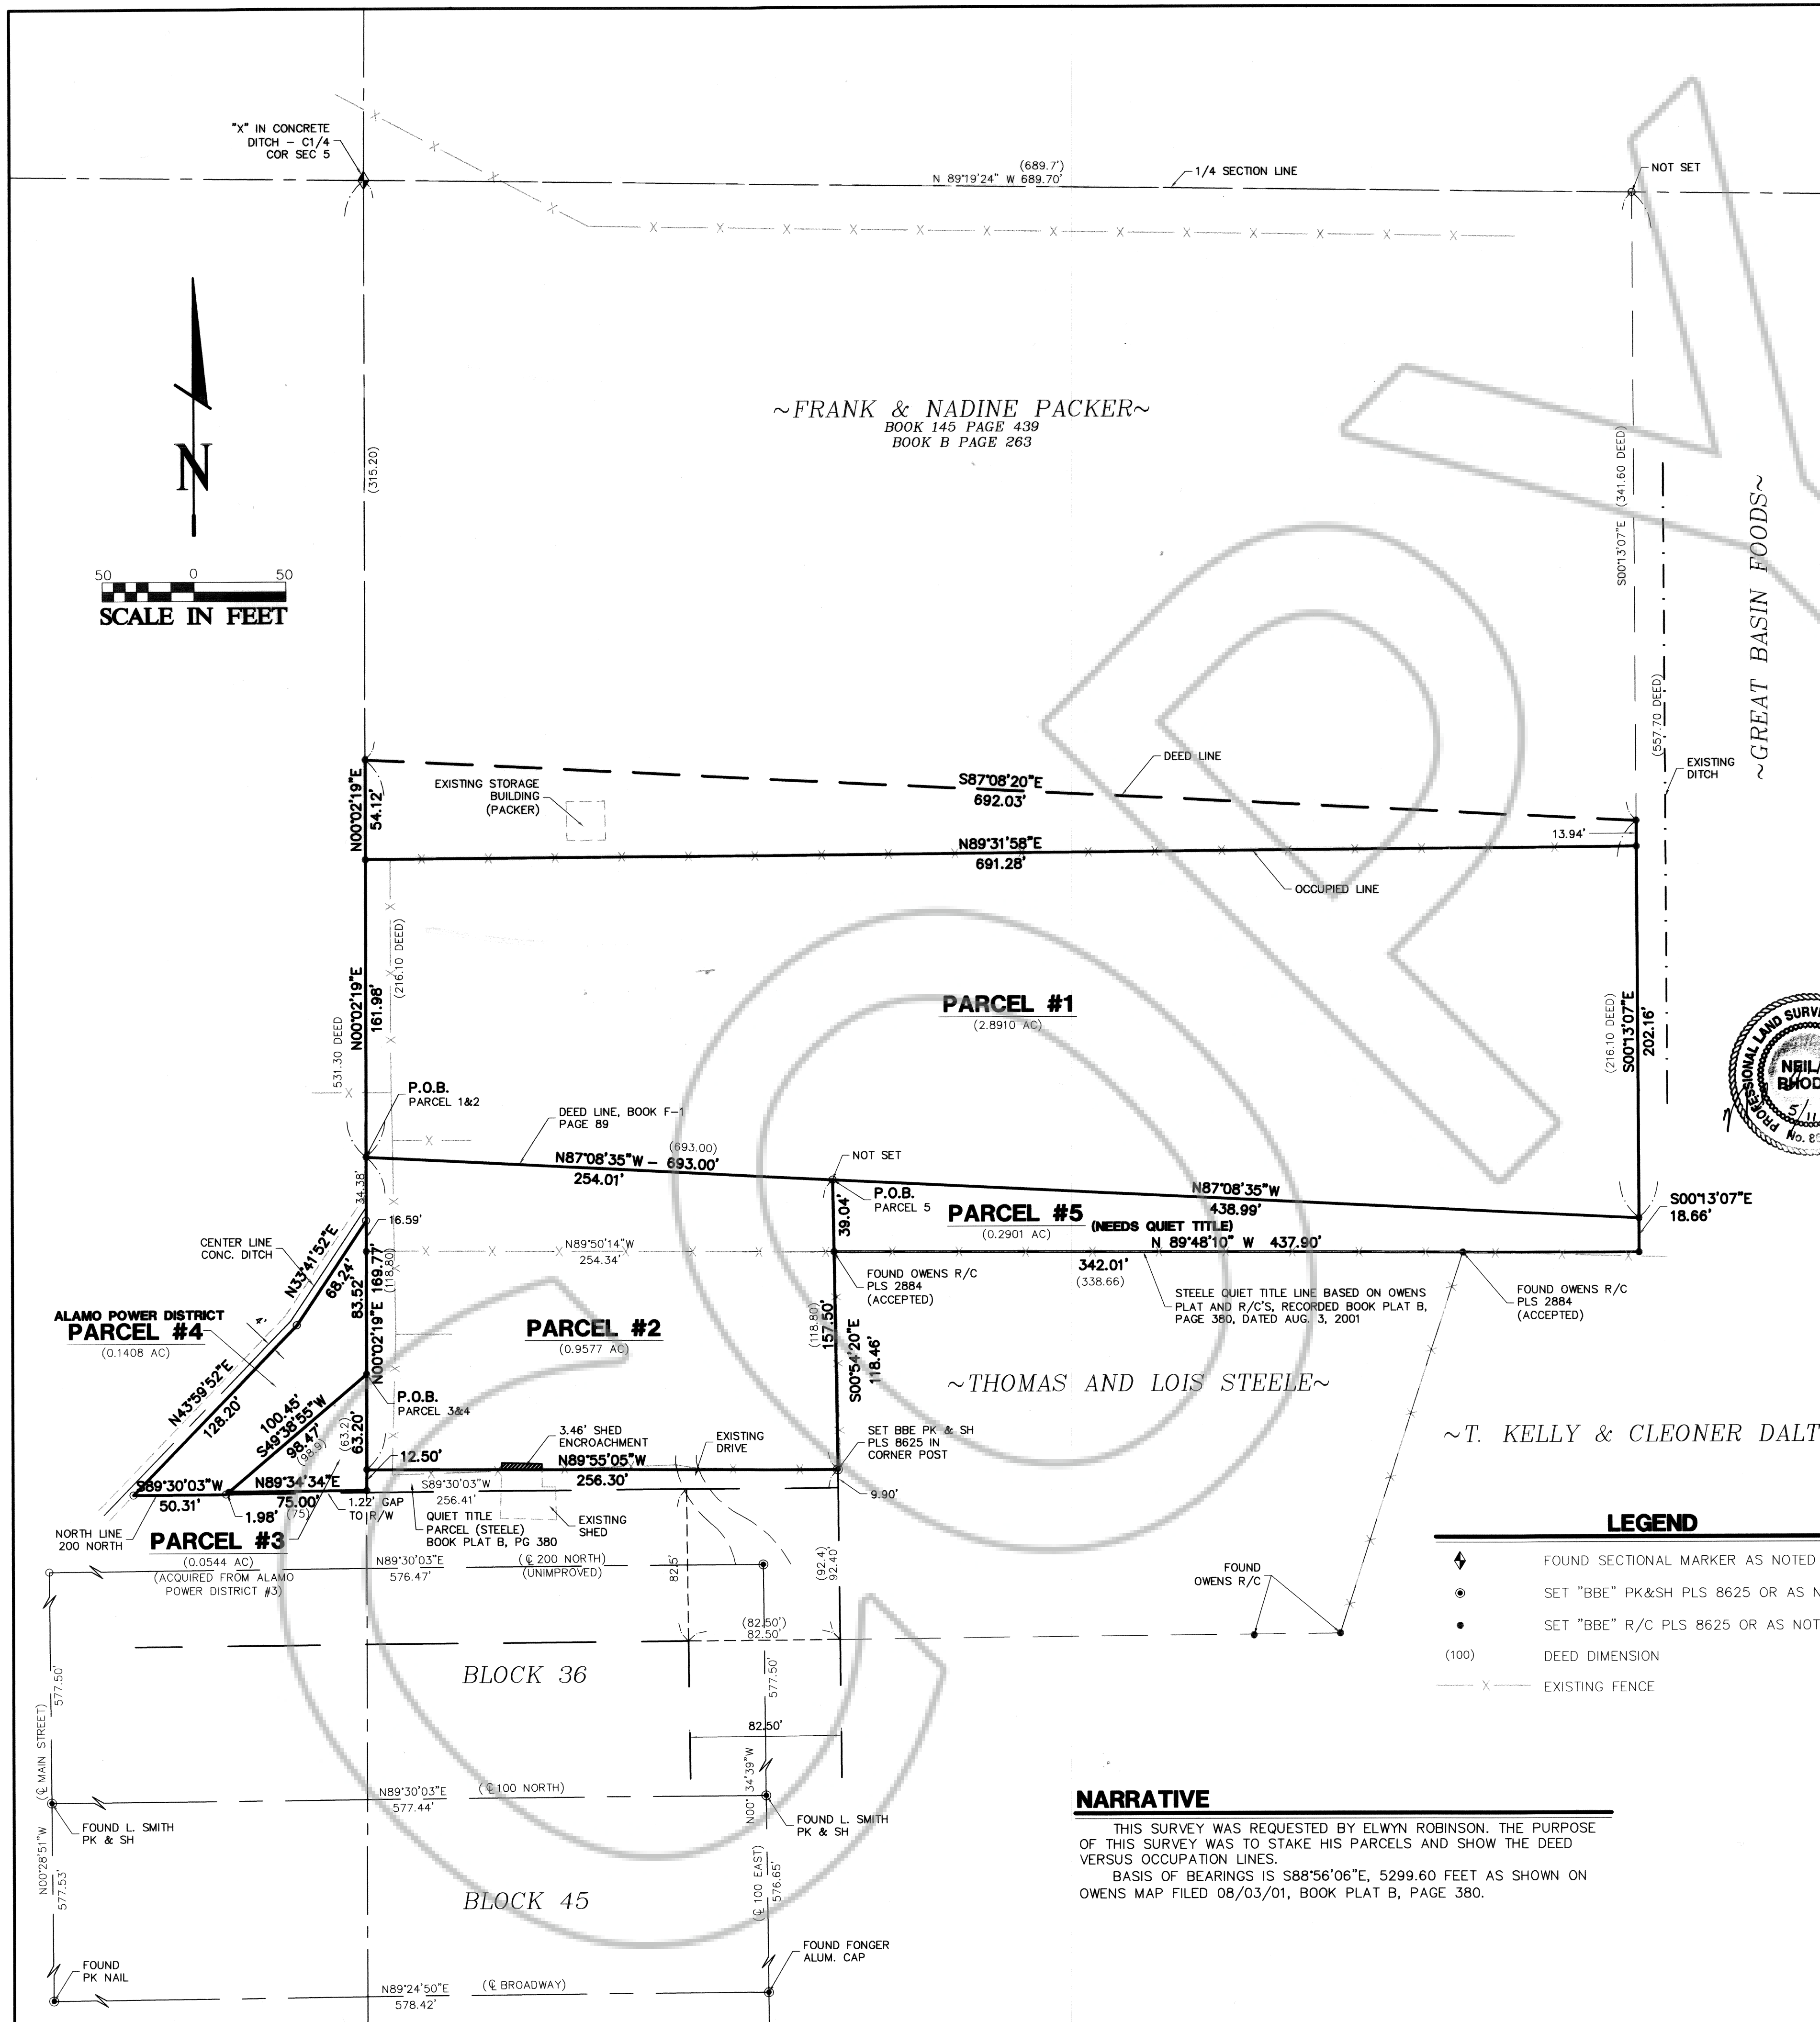 "X" IN CONCRETE
DITCH – C1/4
COR SEC 5
(689.7')
N 89°19'24" W 689.70'
1/4 SECTION LINE
NOT SET
~FRANK & NADINE PACKER~
BOOK 145 PAGE 439
BOOK B PAGE 263
N
50 0 50
SCALE IN FEET
(315.20)
S00°13'07"E (341.60 DEED)
~GREAT BASIN FOODS~
(557.70 DEED)
EXISTING
DITCH
DEED LINE
S87°08'20"E
692.03'
EXISTING STORAGE
BUILDING
(PACKER)
N00°02'19"E
54.12'
13.94'
N89°31'58"E
691.28'
OCCUPIED LINE
(216.10 DEED)
N00°02'19"E
161.98'
531.30 DEED
PARCEL #1
(2.8910 AC)
(216.10 DEED)
S00°13'07"E
202.16'
PROFESSIONAL LAND
5/11
P.O.B.
PARCEL 1&2
DEED LINE, BOOK F-1
PAGE 89
(693.00)
N87°08'35"W – 693.00'
254.01'
NOT SET
P.O.B.
PARCEL 5
N87°08'35"W
438.99'
S00°13'07"E
18.66'
34.38'
16.59'
39.04'
PARCEL #5 (NEEDS QUIET TITLE)
(0.2901 AC)
N 89°48'10" W 437.90'
342.01'
(338.66)
CENTER LINE
CONC. DITCH
N33°41'52"E
68.24'
N89°50'14"W
254.34'
FOUND OWENS R/C
PLS 2884
(ACCEPTED)
STEELE QUIET TITLE LINE BASED ON OWENS
PLAT AND R/C'S, RECORDED BOOK PLAT B,
PAGE 380, DATED AUG. 3, 2001
FOUND OWENS R/C
PLS 2884
(ACCEPTED)
ALAMO POWER DISTRICT
PARCEL #4
(0.1408 AC)
4'
83.52'
N00°02'19"E 169.77'
(118.80)
PARCEL #2
(0.9577 AC)
(118.80)
157.50'
S00°54'20"E
118.46'
~THOMAS AND LOIS STEELE~
~T. KELLY & CLEONER DALT
N43°59'52"E
128.20'
100.45'
S49°38'55"W
98.47'
(98.9)
P.O.B.
PARCEL 3&4
(63.2)
63.20'
12.50'
3.46' SHED
ENCROACHMENT
EXISTING
DRIVE
SET BBE PK & SH
PLS 8625 IN
CORNER POST
N89°55'05"W
256.30'
S89°30'03"W
50.31'
N89°34'34"E
75.00'
(75)
1.98'
1.22' GAP
TO R/W
S89°30'03"W
256.41'
9.90'
QUIET TITLE
PARCEL (STEELE)
BOOK PLAT B, PG 380
EXISTING
SHED
NORTH LINE
200 NORTH
PARCEL #3
(0.0544 AC)
(ACQUIRED FROM ALAMO
POWER DISTRICT #3)
N89°30'03"E
576.47'
(℄ 200 NORTH)
(UNIMPROVED)
82.5'
(92.4)
92.40'
FOUND
OWENS R/C
(82.50')
82.50'
BLOCK 36
577.50'
577.50'
82.50'
(℄ MAIN STREET)
N00°28'51"W
577.53'
N89°30'03"E
577.44'
(℄ 100 NORTH)
N00°34'39"W
FOUND L. SMITH
PK & SH
FOUND L. SMITH
PK & SH
(℄ 100 EAST)
576.65'
BLOCK 45
FOUND
PK NAIL
N89°24'50"E
578.42'
(℄ BROADWAY)
FOUND FONGER
ALUM. CAP
LEGEND
FOUND SECTIONAL MARKER AS NOTED
SET "BBE" PK&SH PLS 8625 OR AS N
SET "BBE" R/C PLS 8625 OR AS NOT
(100) DEED DIMENSION
X EXISTING FENCE
NARRATIVE
THIS SURVEY WAS REQUESTED BY ELWYN ROBINSON. THE PURPOSE
OF THIS SURVEY WAS TO STAKE HIS PARCELS AND SHOW THE DEED
VERSUS OCCUPATION LINES.
BASIS OF BEARINGS IS S88°56'06"E, 5299.60 FEET AS SHOWN ON
OWENS MAP FILED 08/03/01, BOOK PLAT B, PAGE 380.
COPY